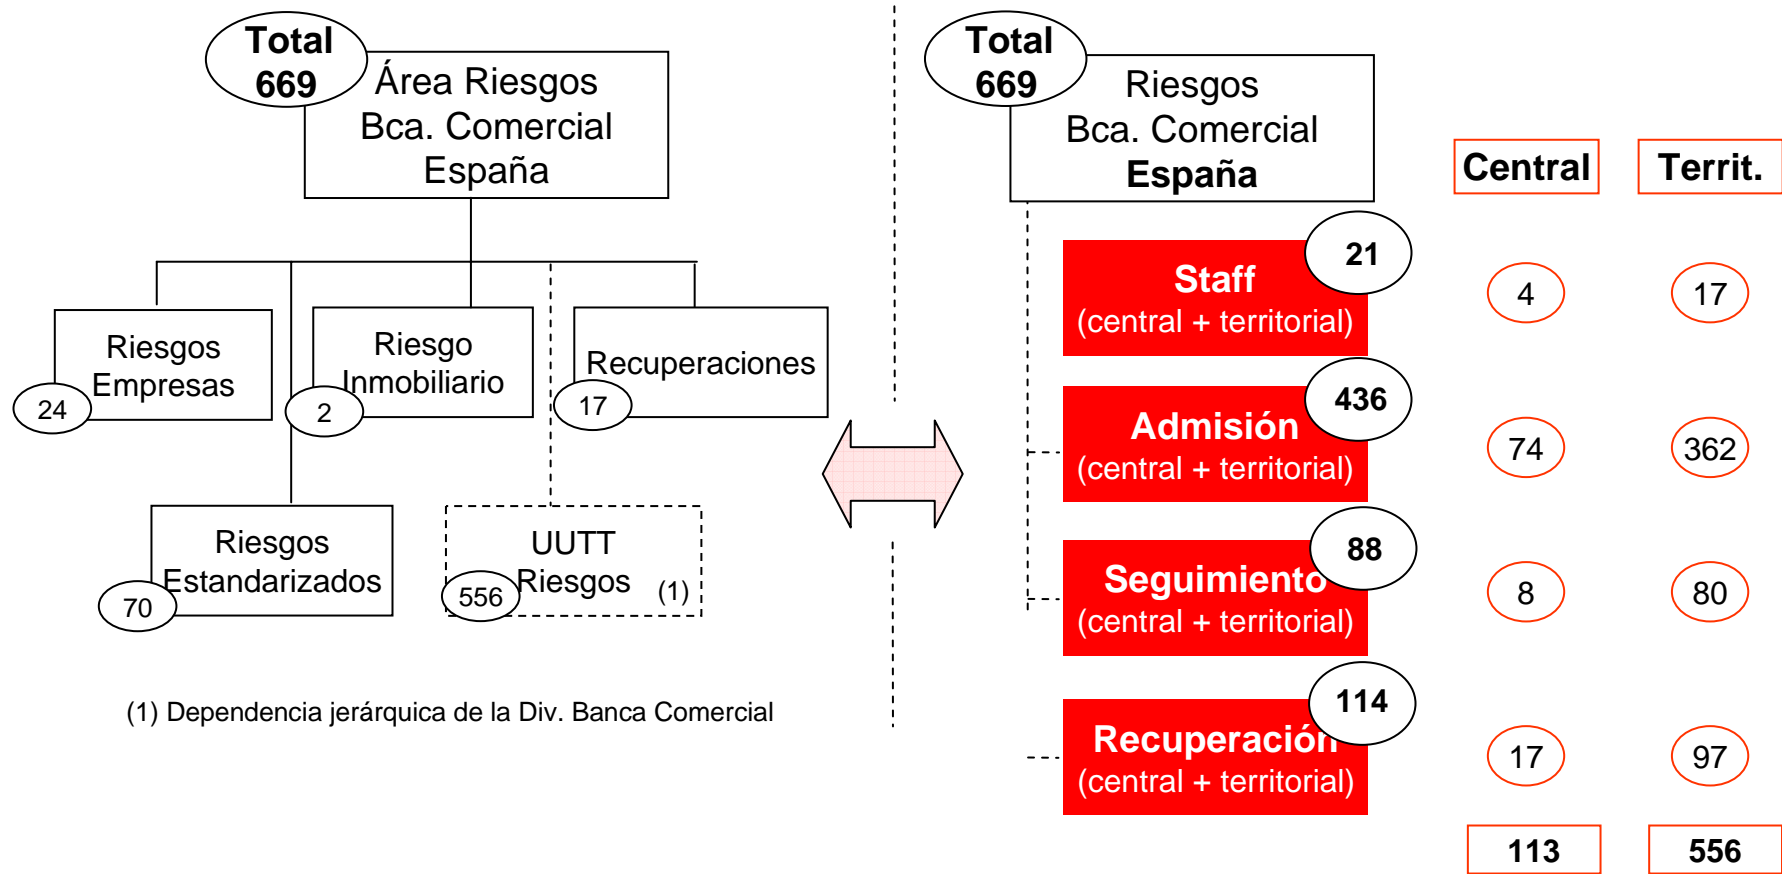 Total
669
Área Riesgos
Bca. Comercial
España
Riesgos
Empresas
24
Riesgo
Inmobiliario
2
Recuperaciones
17
Riesgos
Estandarizados
70
UUTT
Riesgos
(1)
556
(1) Dependencia jerárquica de la Div. Banca Comercial
Total
669
Riesgos
Bca. Comercial
España
Central
Territ.
Staff
(central + territorial)
21
4
17
Admisión
(central + territorial)
436
74
362
Seguimiento
(central + territorial)
88
8
80
Recuperación
(central + territorial)
114
17
97
113
556